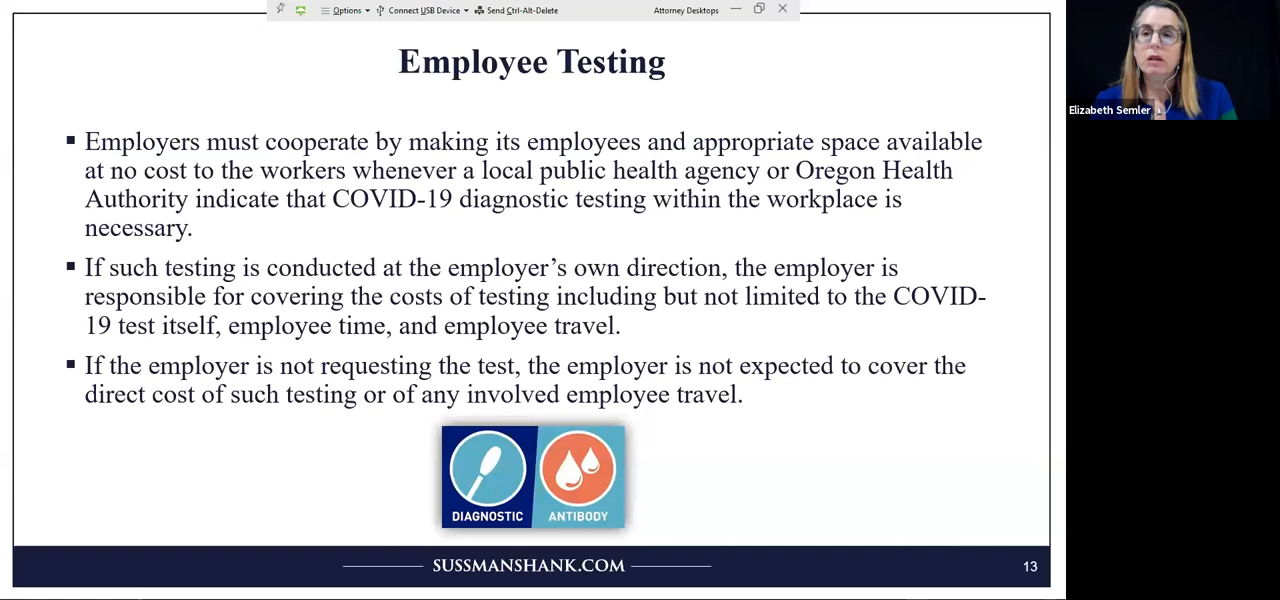 Options
Connect USB Device
Send Ctrl-Alt-Delete
Attorney Desktops
Employee Testing
Elizabeth Semler
▪ Employers must cooperate by making its employees and appropriate space available
at no cost to the workers whenever a local public health agency or Oregon Health
Authority indicate that COVID-19 diagnostic testing within the workplace is
necessary.
▪ If such testing is conducted at the employer’s own direction, the employer is
responsible for covering the costs of testing including but not limited to the COVID-
19 test itself, employee time, and employee travel.
▪ If the employer is not requesting the test, the employer is not expected to cover the
direct cost of such testing or of any involved employee travel.
DIAGNOSTIC
ANTIBODY
SUSSMANSHANK.COM
13